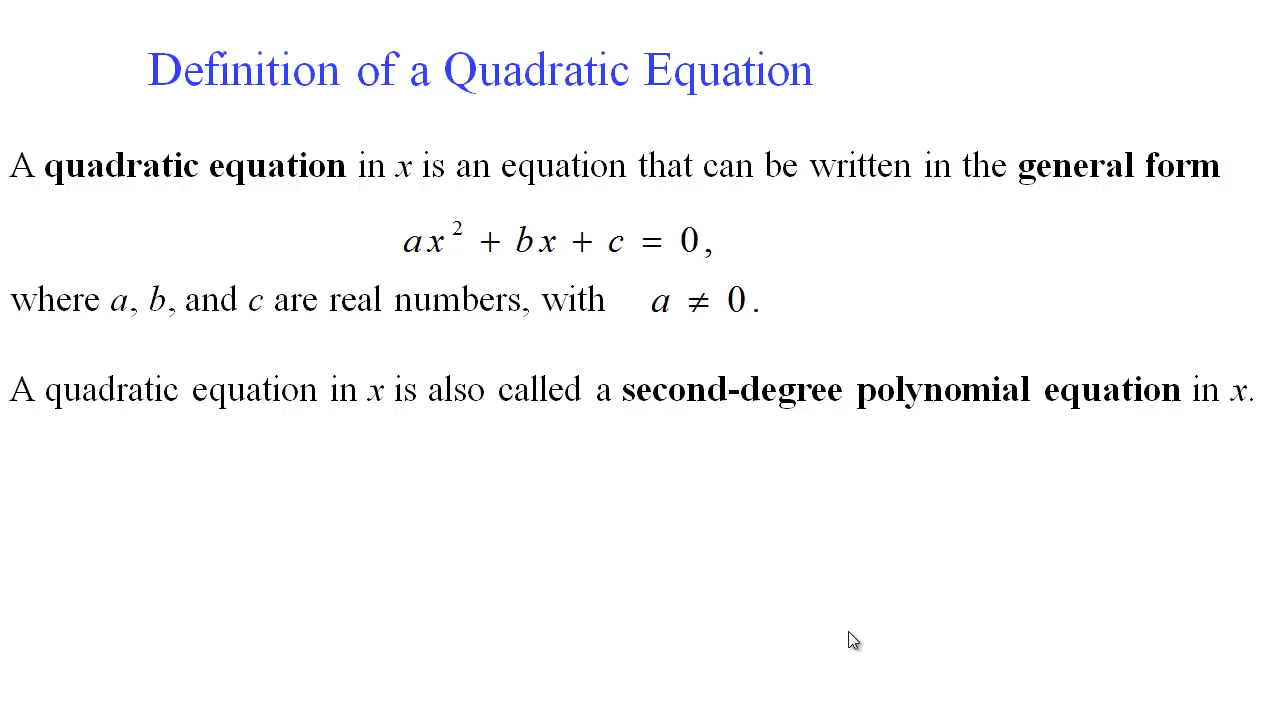 Definition of a Quadratic Equation
A quadratic equation in x is an equation that can be written in the general form
ax² + bx + c = 0,
where a, b, and c are real numbers, with a ≠ 0.
A quadratic equation in x is also called a second-degree polynomial equation in x.